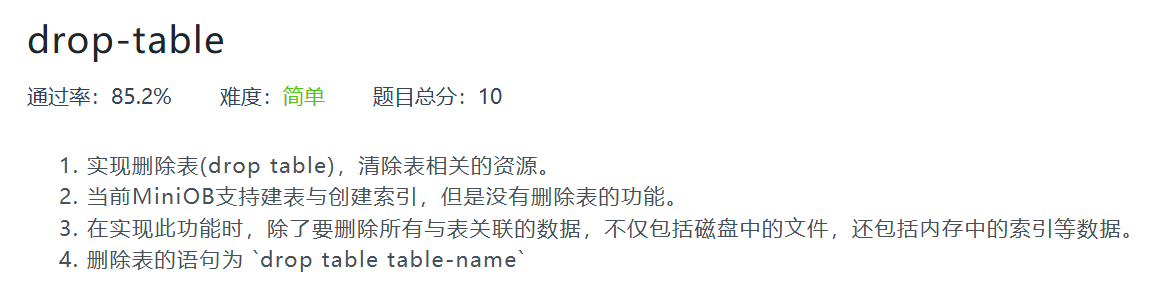 drop-table
通过率：85.2% 难度：简单 题目总分：10
1. 实现删除表(drop table)，清除表相关的资源。
2. 当前MiniOB支持建表与创建索引，但是没有删除表的功能。
3. 在实现此功能时，除了要删除所有与表关联的数据，不仅包括磁盘中的文件，还包括内存中的索引等数据。
4. 删除表的语句为 `drop table table-name`